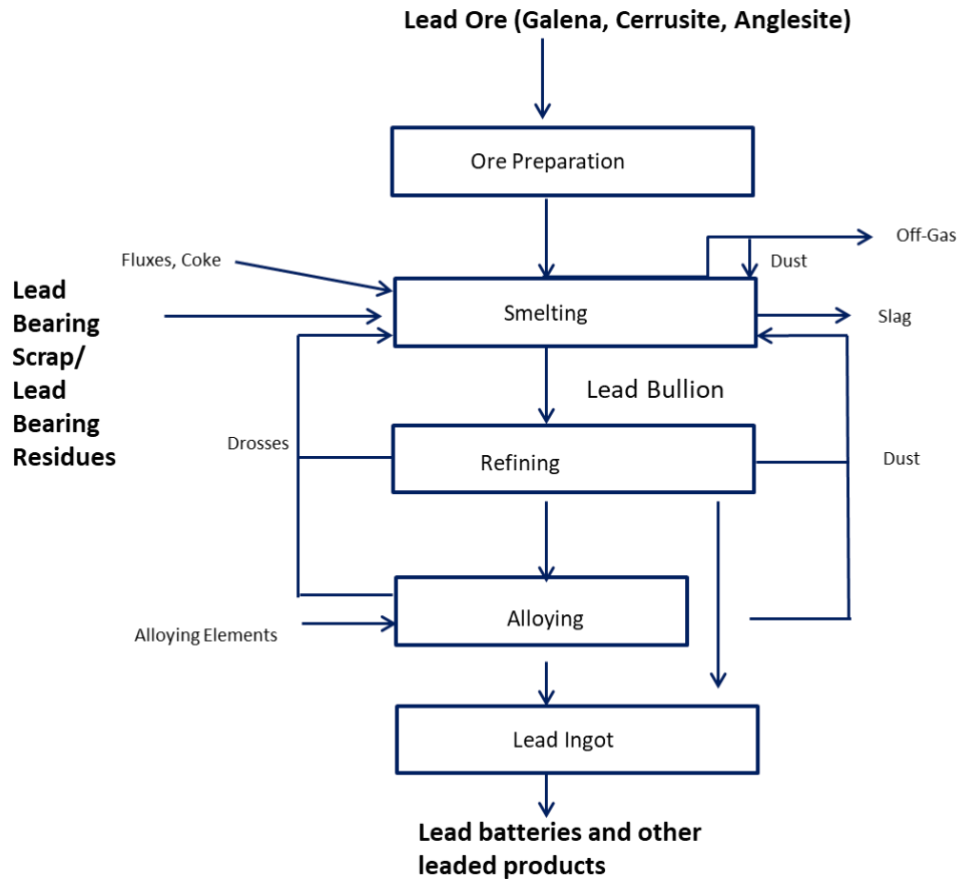 Lead Ore (Galena, Cerrusite, Anglesite)
Ore Preparation
Off-Gas
Fluxes, Coke
Dust
Lead
Bearing
Scrap/
Lead
Bearing
Residues
Smelting
Slag
Lead Bullion
Drosses
Refining
Dust
Alloying
Alloying Elements
Lead Ingot
Lead batteries and other
leaded products